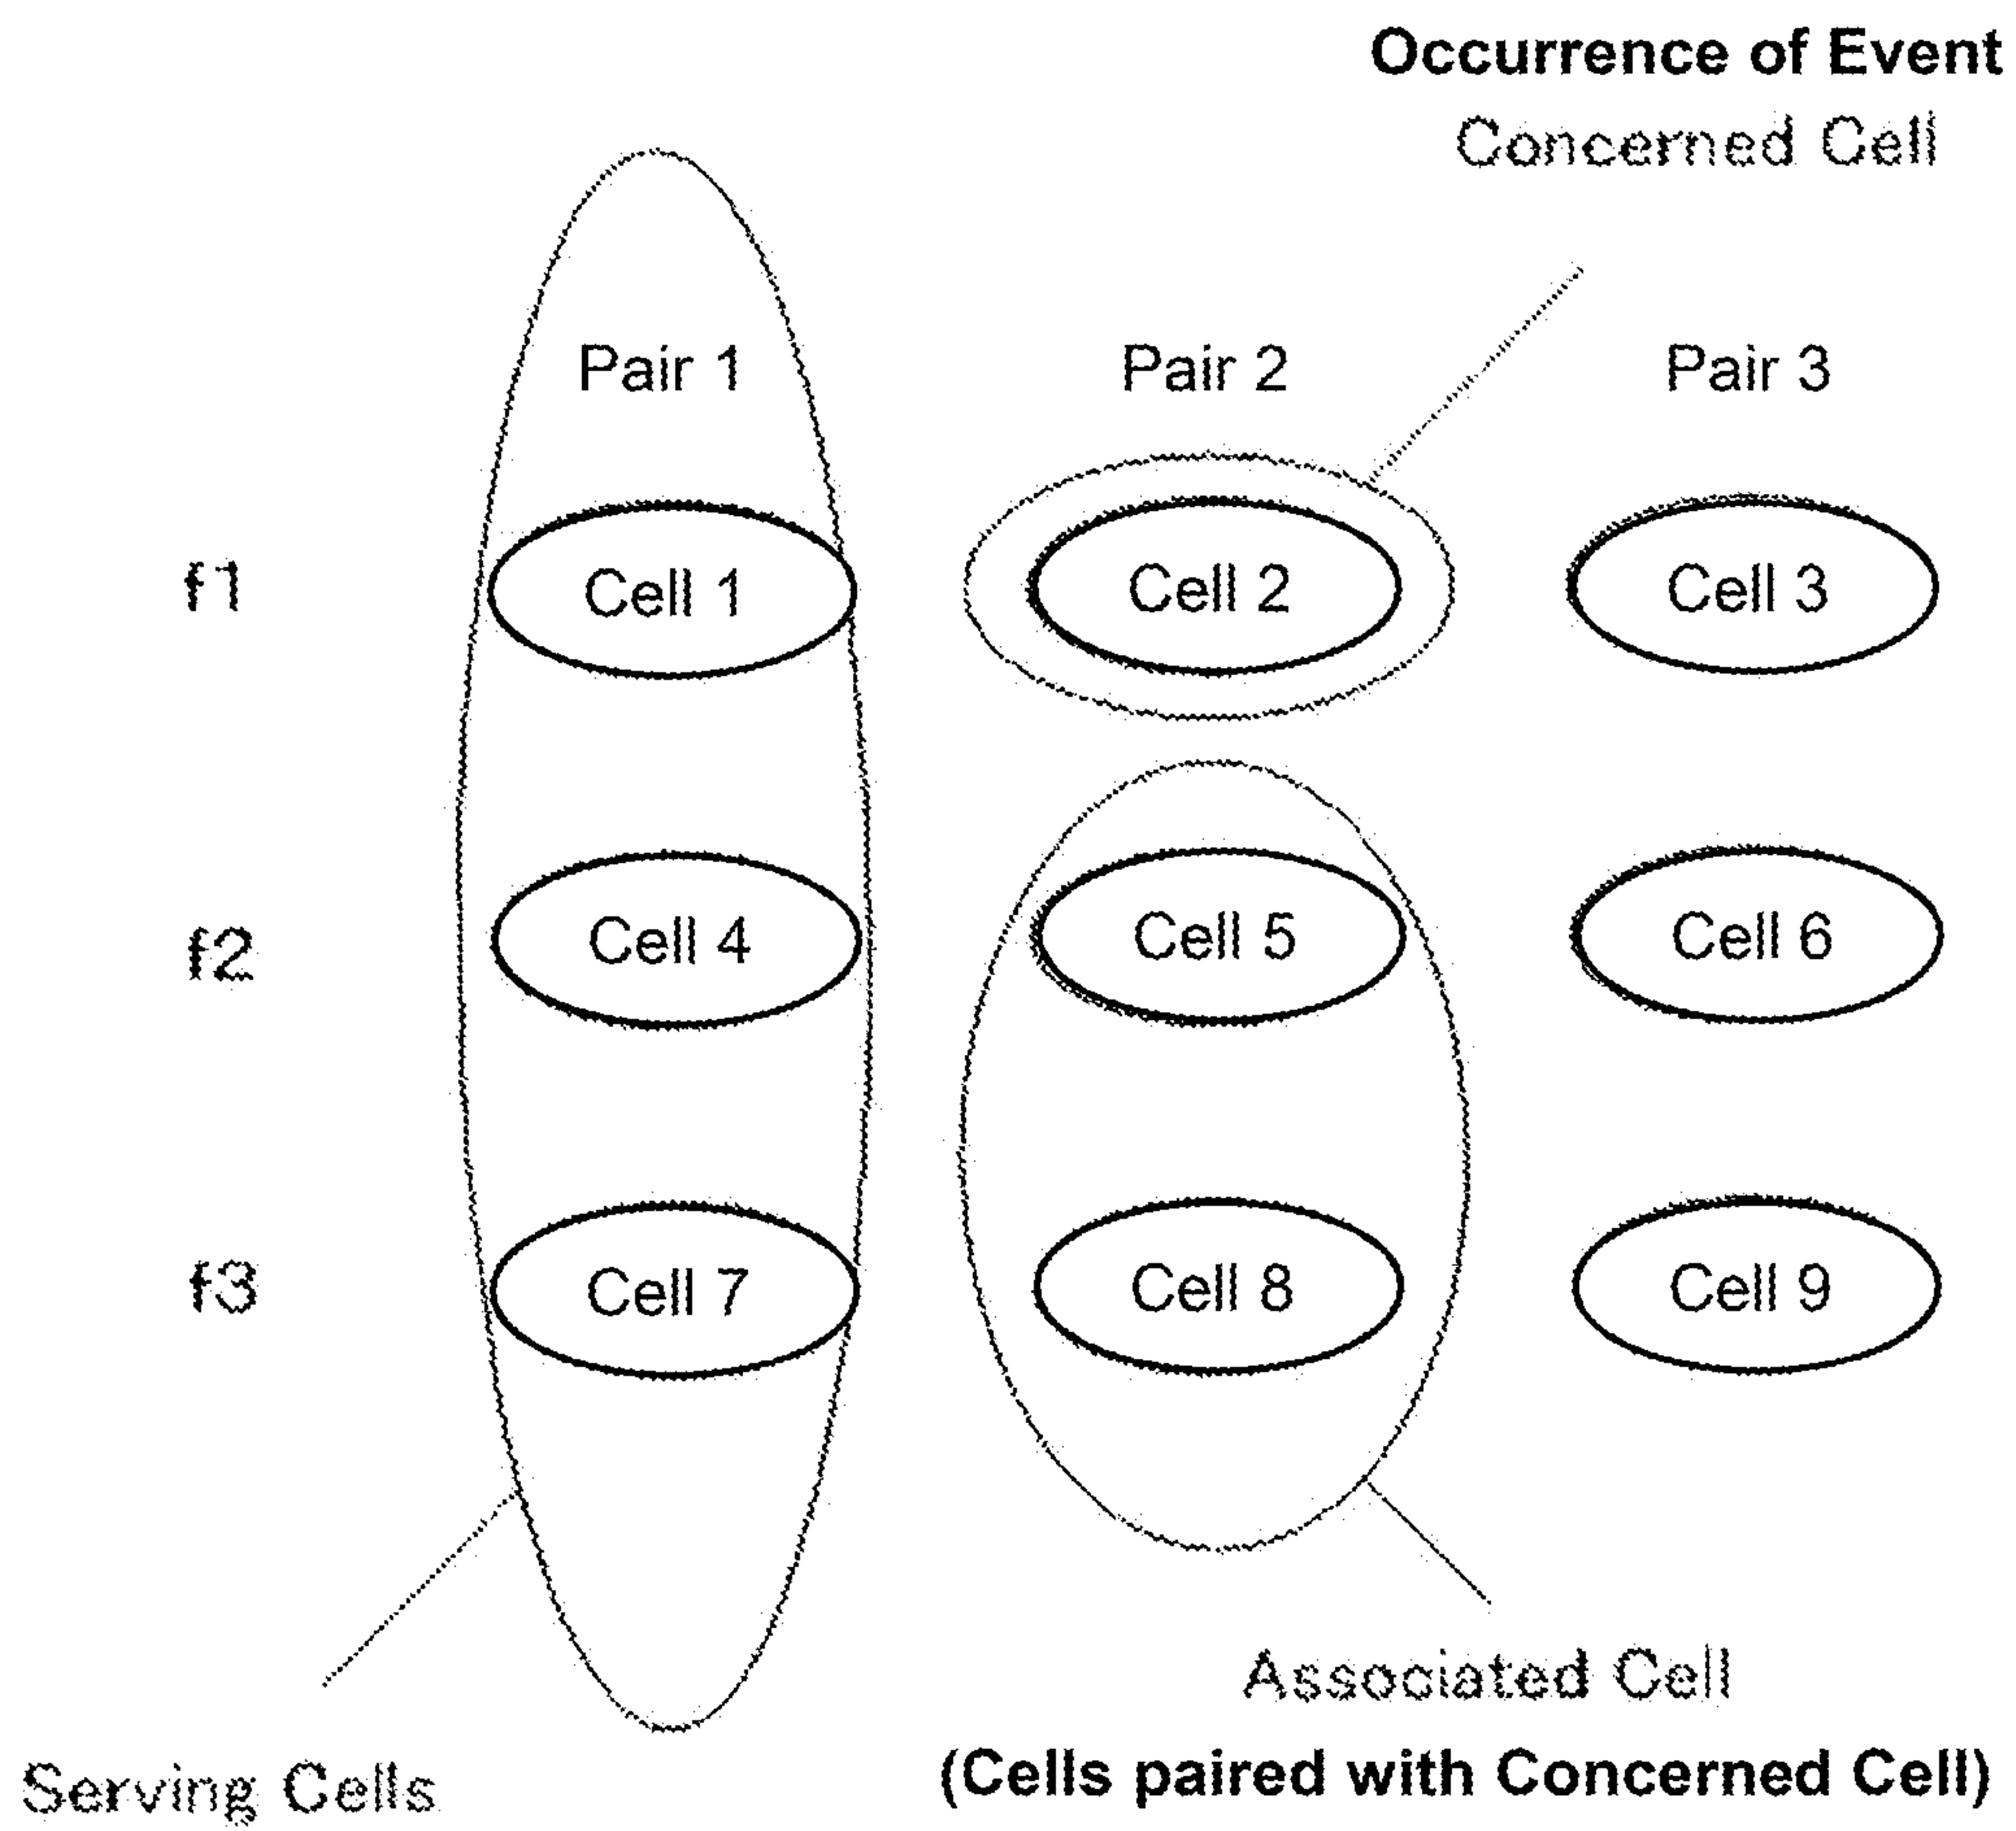 Occurrence of Event
Concerned Cell
Pair 1
Pair 2
Pair 3
f1
Cell 1
Cell 2
Cell 3
f2
Cell 4
Cell 5
Cell 6
f3
Cell 7
Cell 8
Cell 9
Associated Cell
(Cells paired with Concerned Cell)
Serving Cells